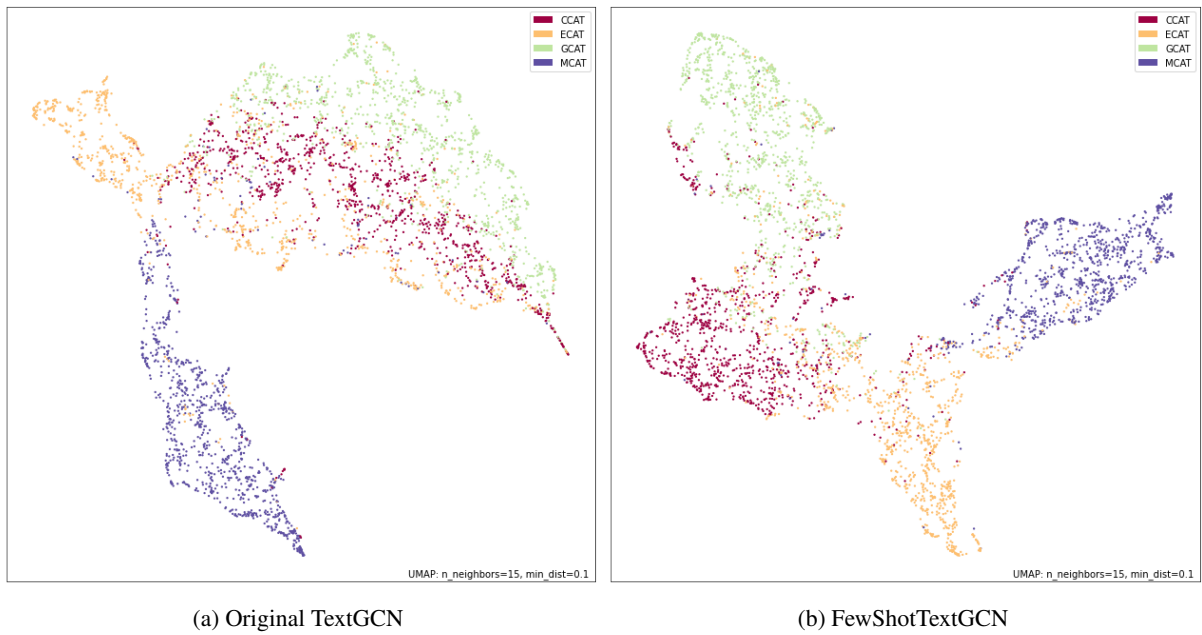 CCAT
ECAT
GCAT
MCAT
UMAP: n_neighbors=15, min_dist=0.1
(a) Original TextGCN
CCAT
ECAT
GCAT
MCAT
UMAP: n_neighbors=15, min_dist=0.1
(b) FewShotTextGCN